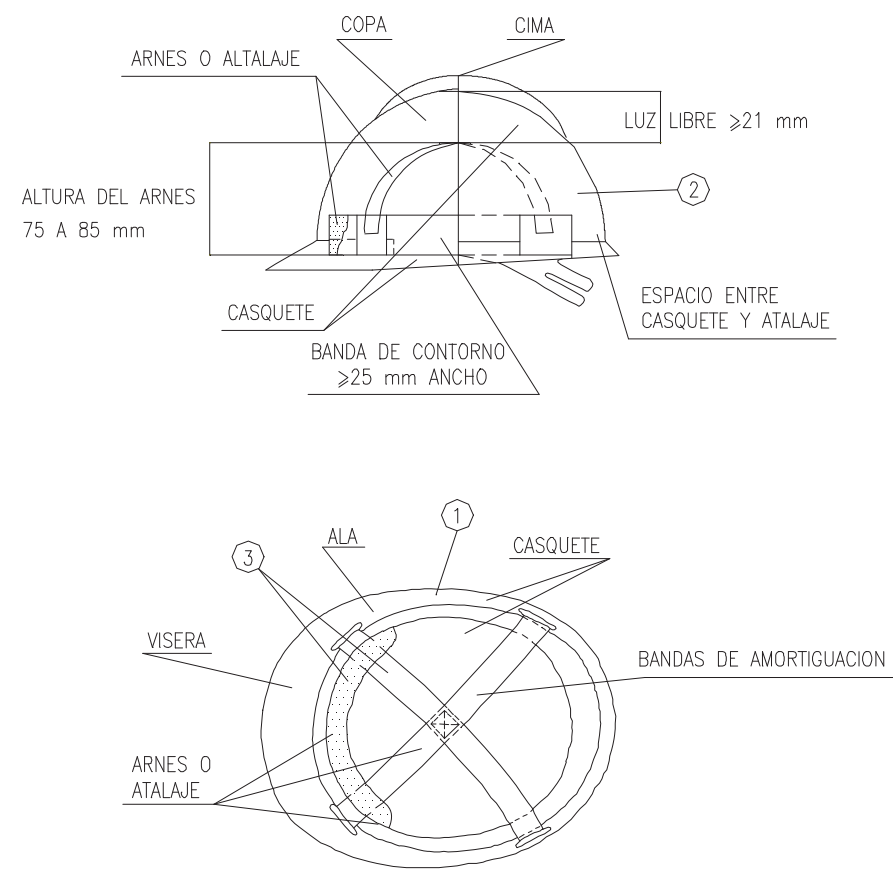 COPA
CIMA
ARNES O ALTALAJE
LUZ LIBRE ⩾21 mm
ALTURA DEL ARNES
75 A 85 mm
2
ESPACIO ENTRE
CASQUETE Y ATALAJE
CASQUETE
BANDA DE CONTORNO
⩾25 mm ANCHO
1
ALA
CASQUETE
3
VISERA
BANDAS DE AMORTIGUACION
ARNES O
ATALAJE